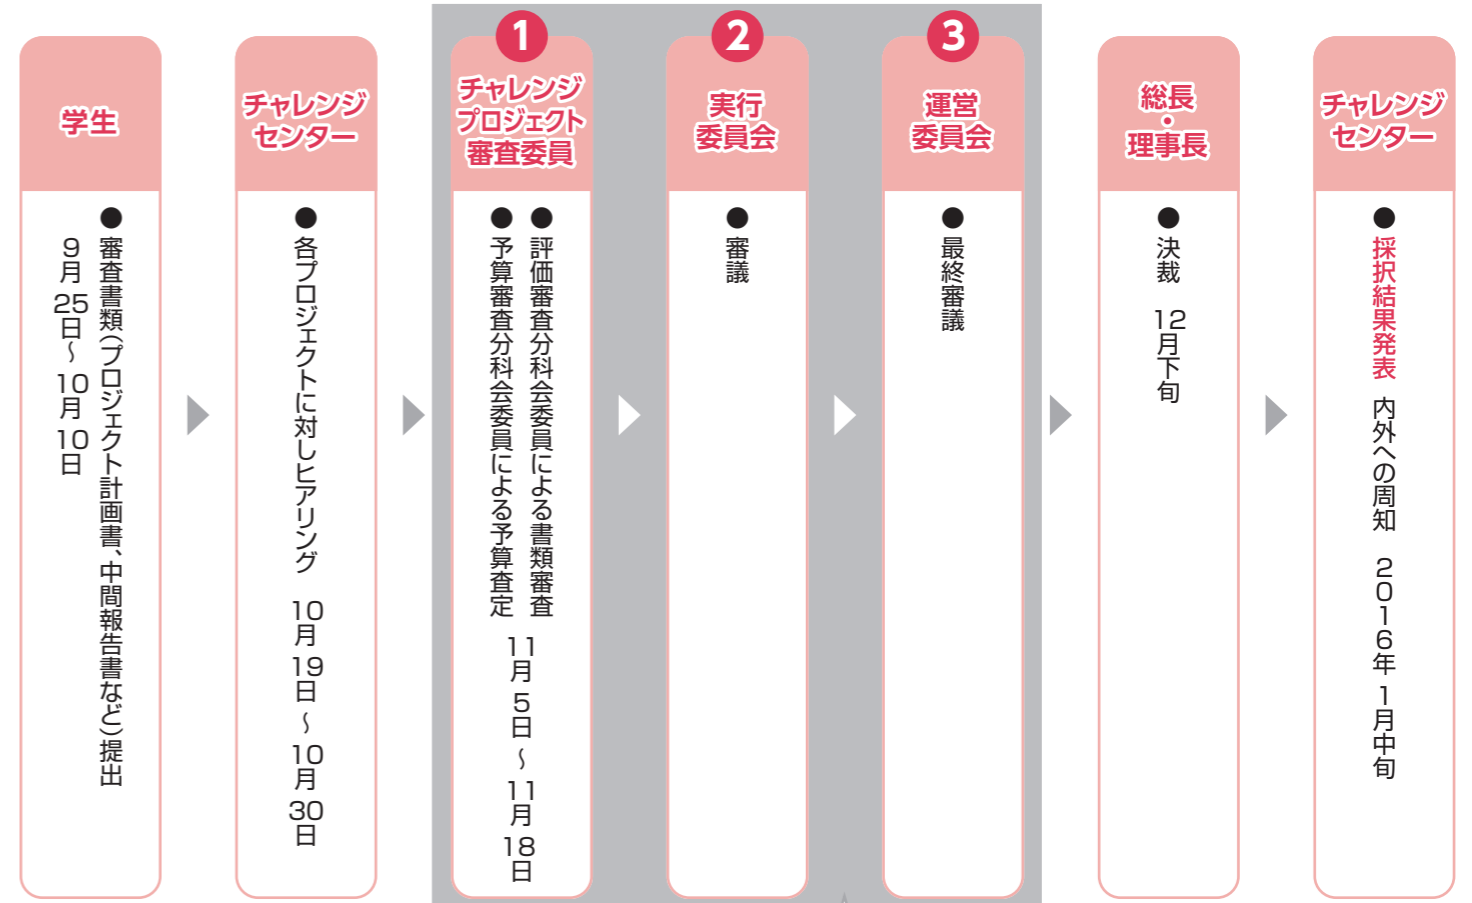 学生
●審査書類（プロジェクト計画書、中間報告書など）提出
9月25日〜10月10日
チャレンジ
センター
●各プロジェクトに対しヒアリング　10月19日〜10月30日
1
チャレンジ
プロジェクト
審査委員
●評価審査分科会委員による書類審査
●予算審査分科会委員による予算査定
11月5日〜11月18日
2
実行
委員会
●審議
3
運営
委員会
●最終審議
総長
・
理事長
●決裁　12月下旬
チャレンジ
センター
●採択結果発表　内外への周知　2016年1月中旬